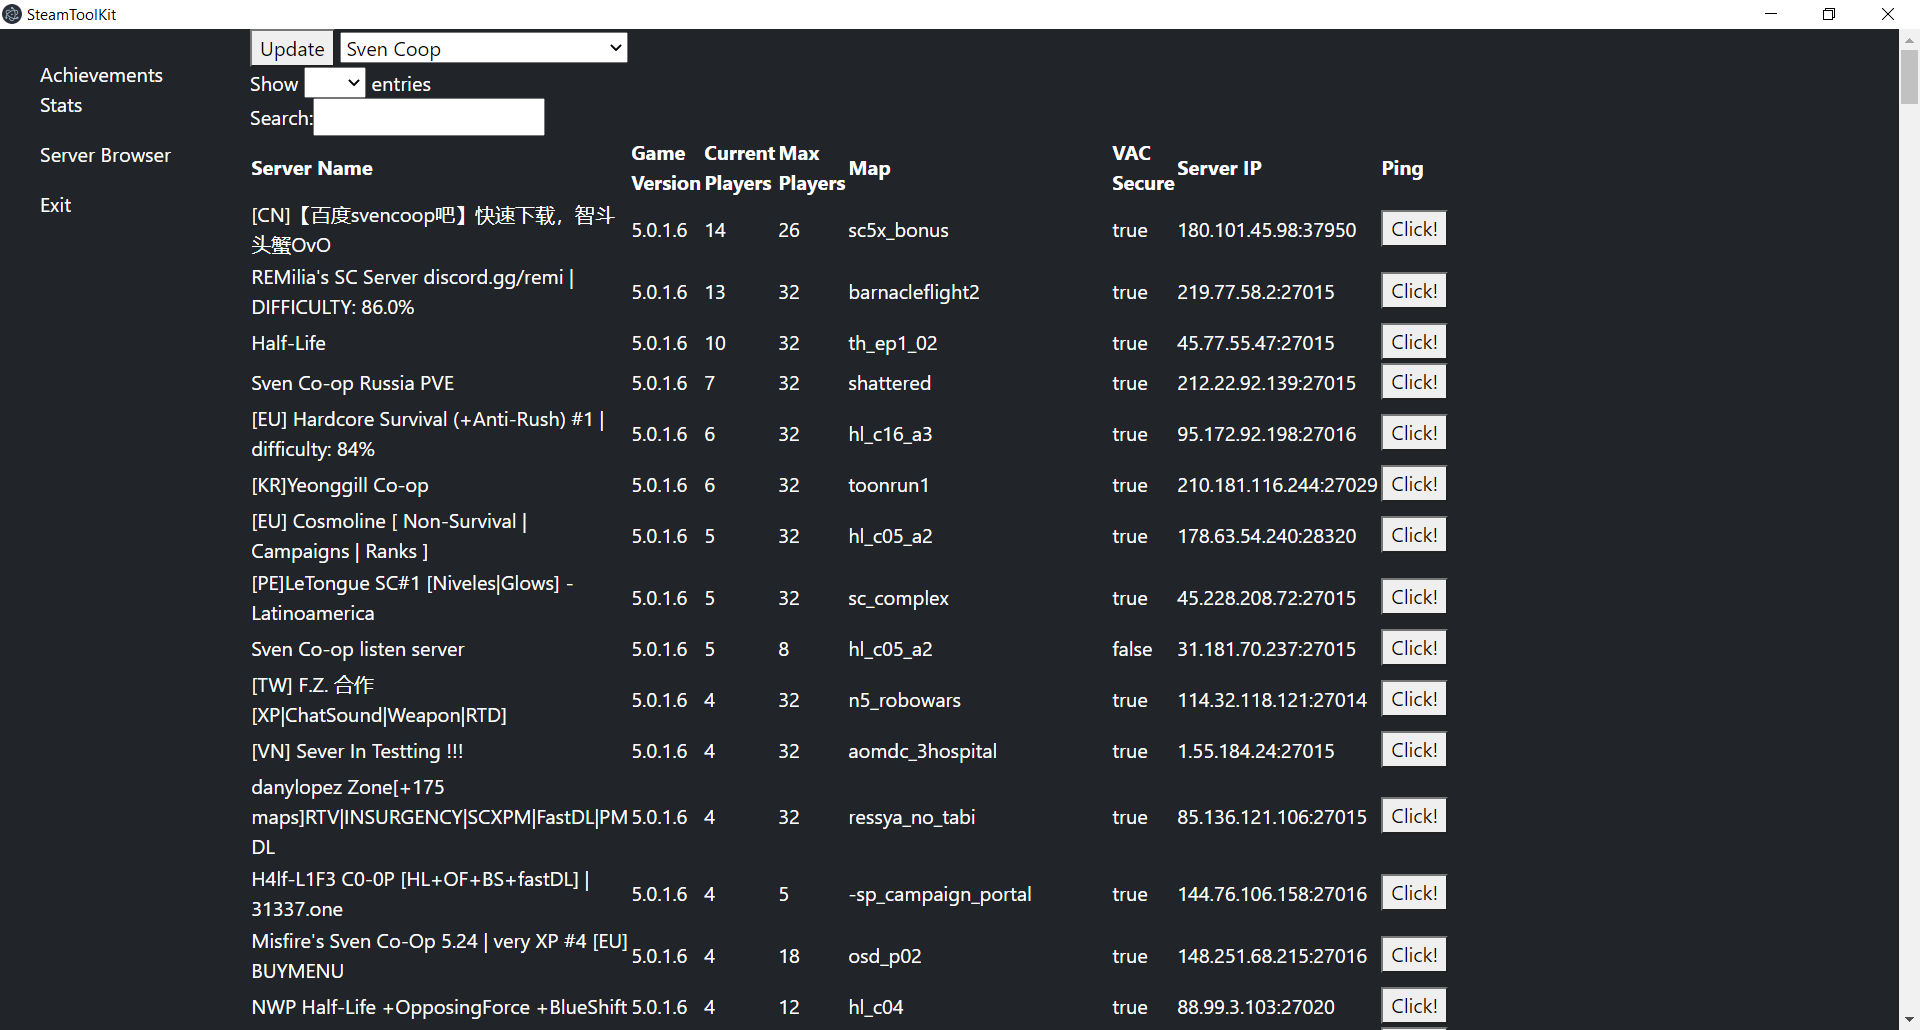 SteamToolKit
Achievements
Stats
Server Browser
Exit
Update Sven Coop
Show entries
Search:
Server Name Game Version Current Players Max Players Map VAC Secure Server IP Ping
[CN]【百度svencoop吧】快速下载，智斗
头蟹OvO 5.0.1.6 14 26 sc5x_bonus true 180.101.45.98:37950 Click!
REMilia's SC Server discord.gg/remi |
DIFFICULTY: 86.0% 5.0.1.6 13 32 barnacleflight2 true 219.77.58.2:27015 Click!
Half-Life 5.0.1.6 10 32 th_ep1_02 true 45.77.55.47:27015 Click!
Sven Co-op Russia PVE 5.0.1.6 7 32 shattered true 212.22.92.139:27015 Click!
[EU] Hardcore Survival (+Anti-Rush) #1 |
difficulty: 84% 5.0.1.6 6 32 hl_c16_a3 true 95.172.92.198:27016 Click!
[KR]Yeonggill Co-op 5.0.1.6 6 32 toonrun1 true 210.181.116.244:27029 Click!
[EU] Cosmoline [ Non-Survival |
Campaigns | Ranks ] 5.0.1.6 5 32 hl_c05_a2 true 178.63.54.240:28320 Click!
[PE]LeTongue SC#1 [Niveles|Glows] -
Latinoamerica 5.0.1.6 5 32 sc_complex true 45.228.208.72:27015 Click!
Sven Co-op listen server 5.0.1.6 5 8 hl_c05_a2 false 31.181.70.237:27015 Click!
[TW] F.Z. 合作
[XP|ChatSound|Weapon|RTD] 5.0.1.6 4 32 n5_robowars true 114.32.118.121:27014 Click!
[VN] Sever In Testting !!! 5.0.1.6 4 32 aomdc_3hospital true 1.55.184.24:27015 Click!
danylopez Zone[+175
maps]RTV|INSURGENCY|SCXPM|FastDL|PM 5.0.1.6 4 32 ressya_no_tabi true 85.136.121.106:27015 Click!
DL
H4lf-L1F3 C0-0P [HL+OF+BS+fastDL] |
31337.one 5.0.1.6 4 5 -sp_campaign_portal true 144.76.106.158:27016 Click!
Misfire's Sven Co-Op 5.24 | very XP #4 [EU]
BUYMENU 5.0.1.6 4 18 osd_p02 true 148.251.68.215:27016 Click!
NWP Half-Life +OpposingForce +BlueShift 5.0.1.6 4 12 hl_c04 true 88.99.3.103:27020 Click!